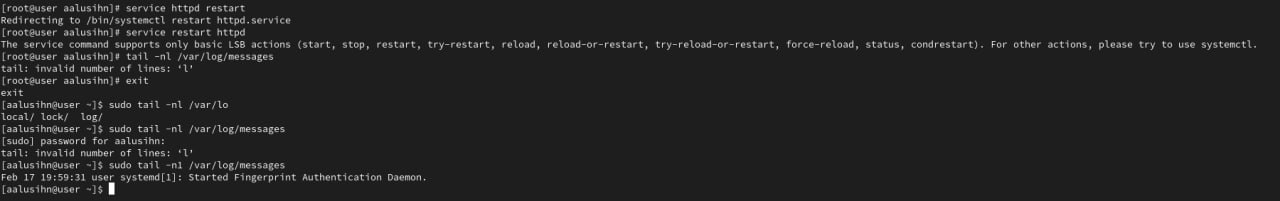 [root@user aalusihn]# service httpd restart
Redirecting to /bin/systemctl restart httpd.service
[root@user aalusihn]# service restart httpd
The service command supports only basic LSB actions (start, stop, restart, try-restart, reload, reload-or-restart, try-reload-or-restart, force-reload, status, condrestart). For other actions, please try to use systemctl.
[root@user aalusihn]# tail -nl /var/log/messages
tail: invalid number of lines: ‘l’
[root@user aalusihn]# exit
exit
[aalusihn@user ~]$ sudo tail -nl /var/lo
local/ lock/  log/
[aalusihn@user ~]$ sudo tail -nl /var/log/messages
[sudo] password for aalusihn:
tail: invalid number of lines: ‘l’
[aalusihn@user ~]$ sudo tail -n1 /var/log/messages
Feb 17 19:59:31 user systemd[1]: Started Fingerprint Authentication Daemon.
[aalusihn@user ~]$